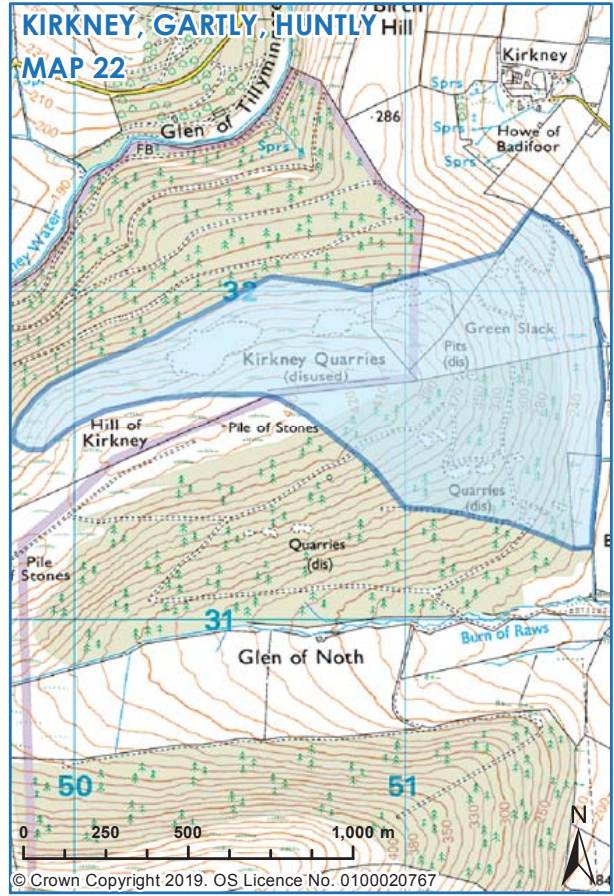 KIRKNEY, GARTLY, HUNTLY
MAP 22
Birch
Hill
Kirkney
210
200
Glen of Tillyminnate
Sprs
286
Sprs
Sprs
Howe of
Badifoor
FB
Sprs
190
ney Water
32
Green Slack
Kirkney Quarries
(disused)
Pits
(dis)
Hill of
Kirkney
Pile of Stones
Quarries
(dis)
Quarries
(dis)
Pile
f Stones
31
Burn of Raws
Glen of Noth
50
51
0 250 500 1,000 m
N
© Crown Copyright 2019. OS Licence No. 0100020767